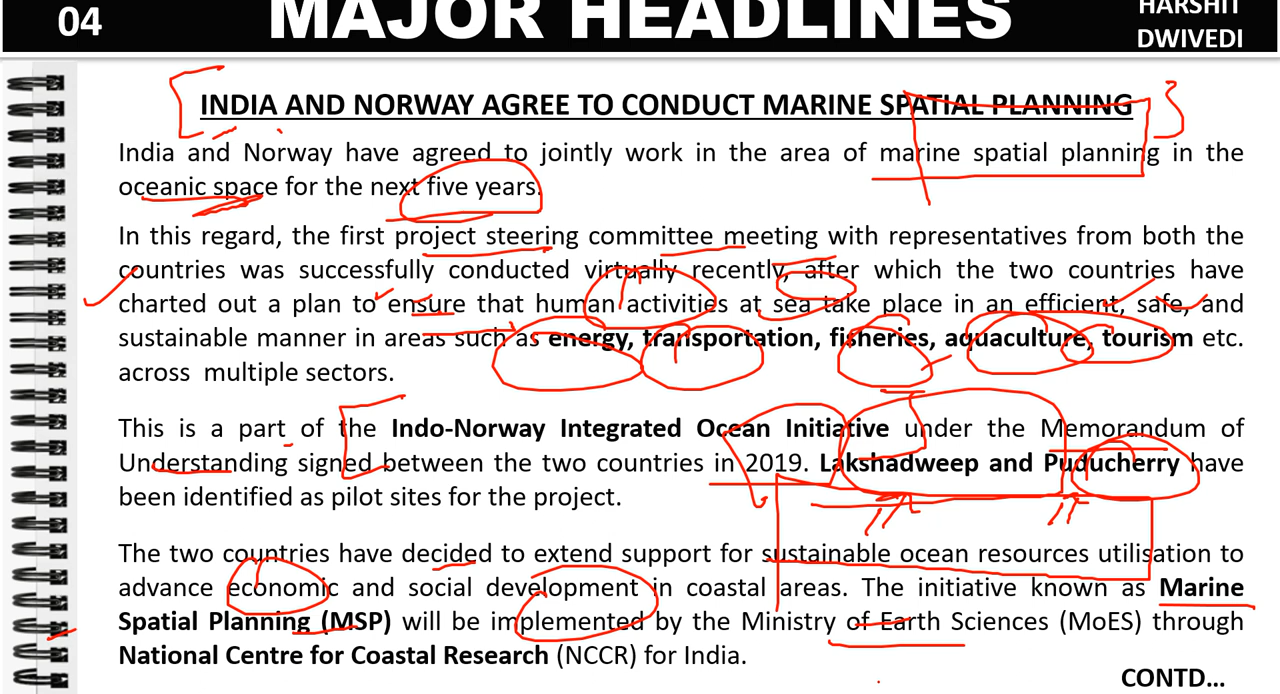 04
MAJOR HEADLINES
HARSHIT
DWIVEDI
INDIA AND NORWAY AGREE TO CONDUCT MARINE SPATIAL PLANNING
India and Norway have agreed to jointly work in the area of marine spatial planning in the
oceanic space for the next five years.
In this regard, the first project steering committee meeting with representatives from both the
countries was successfully conducted virtually recently, after which the two countries have
charted out a plan to ensure that human activities at sea take place in an efficient, safe, and
sustainable manner in areas such as energy, transportation, fisheries, aquaculture, tourism etc.
across multiple sectors.
This is a part of the Indo-Norway Integrated Ocean Initiative under the Memorandum of
Understanding signed between the two countries in 2019. Lakshadweep and Puducherry have
been identified as pilot sites for the project.
The two countries have decided to extend support for sustainable ocean resources utilisation to
advance economic and social development in coastal areas. The initiative known as Marine
Spatial Planning (MSP) will be implemented by the Ministry of Earth Sciences (MoES) through
National Centre for Coastal Research (NCCR) for India.
CONTD...